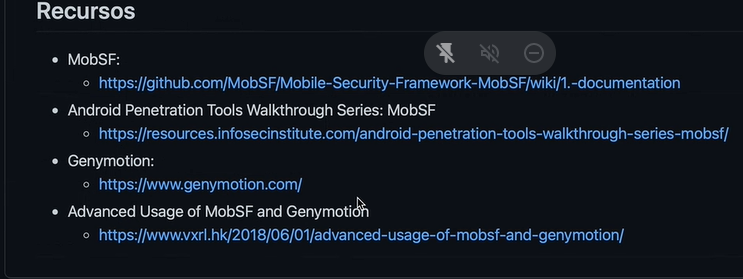 Recursos
MobSF:
https://github.com/MobSF/Mobile-Security-Framework-MobSF/wiki/1.-documentation
Android Penetration Tools Walkthrough Series: MobSF
https://resources.infosecinstitute.com/android-penetration-tools-walkthrough-series-mobsf/
Genymotion:
https://www.genymotion.com/
Advanced Usage of MobSF and Genymotion
https://www.vxrl.hk/2018/06/01/advanced-usage-of-mobsf-and-genymotion/